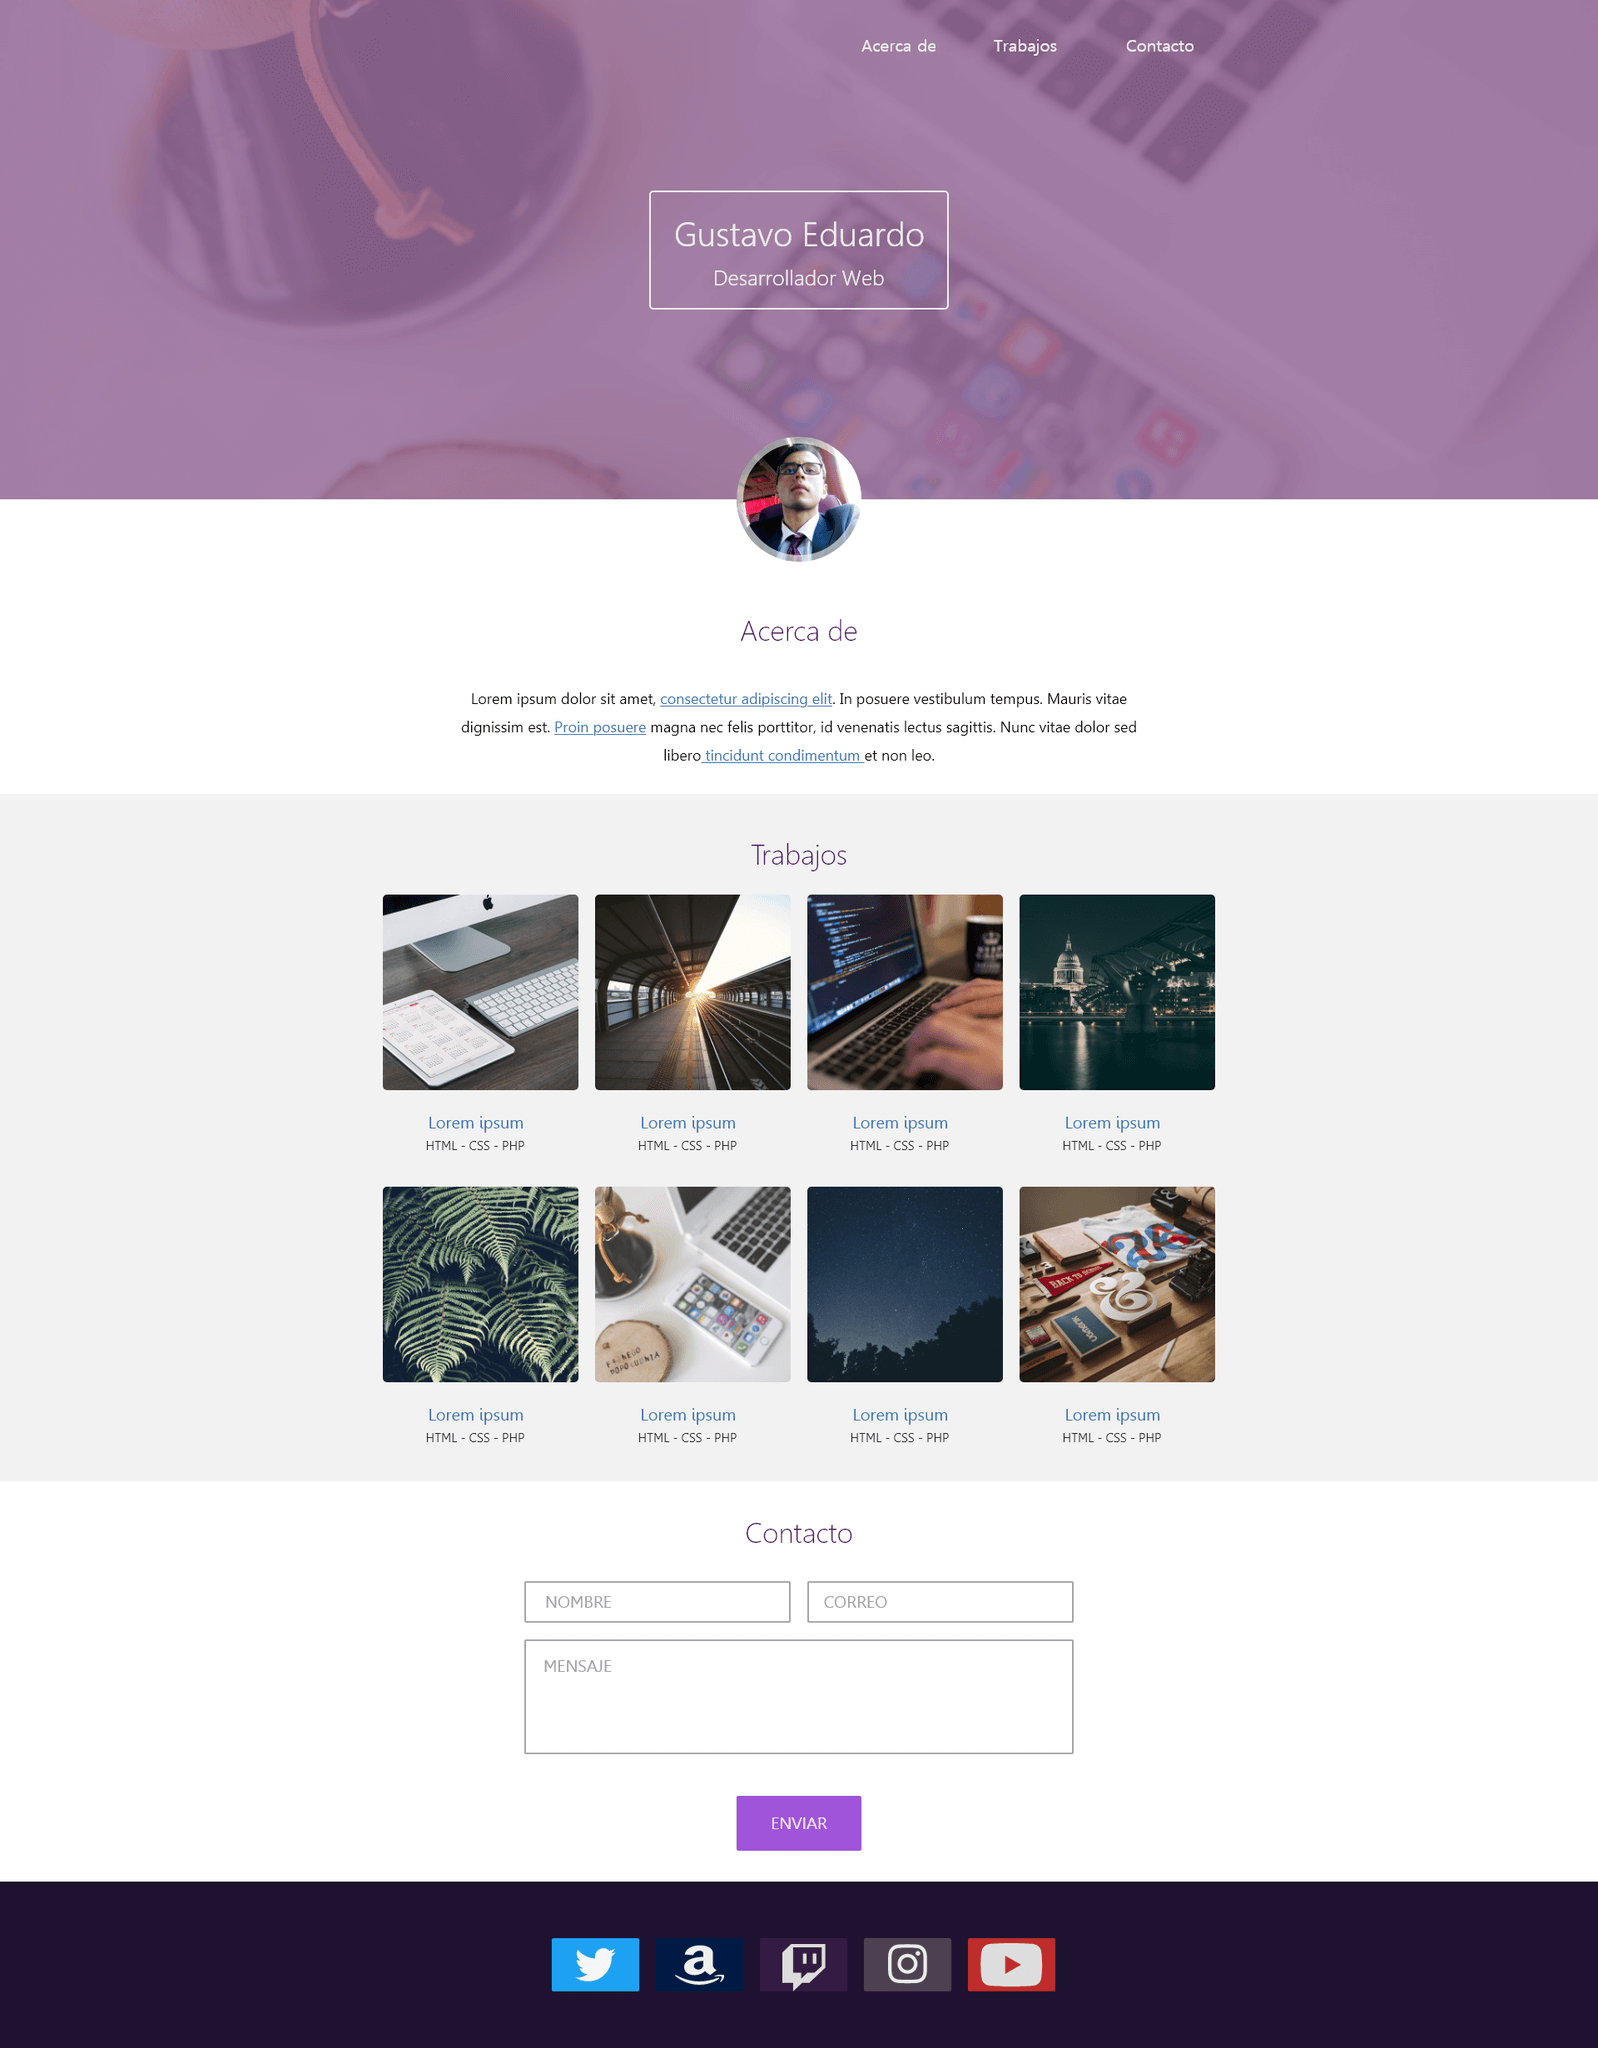 Acerca de
Trabajos
Contacto
Gustavo Eduardo
Desarrollador Web
Acerca de
Lorem ipsum dolor sit amet, consectetur adipiscing elit. In posuere vestibulum tempus. Mauris vitae
dignissim est. Proin posuere magna nec felis porttitor, id venenatis lectus sagittis. Nunc vitae dolor sed
libero tincidunt condimentum et non leo.
Trabajos
Lorem ipsum
HTML - CSS - PHP
Lorem ipsum
HTML - CSS - PHP
Lorem ipsum
HTML - CSS - PHP
Lorem ipsum
HTML - CSS - PHP
BACK TO SCHOOL
Lorem ipsum
HTML - CSS - PHP
Lorem ipsum
HTML - CSS - PHP
Lorem ipsum
HTML - CSS - PHP
Lorem ipsum
HTML - CSS - PHP
Contacto
NOMBRE
CORREO
MENSAJE
ENVIAR